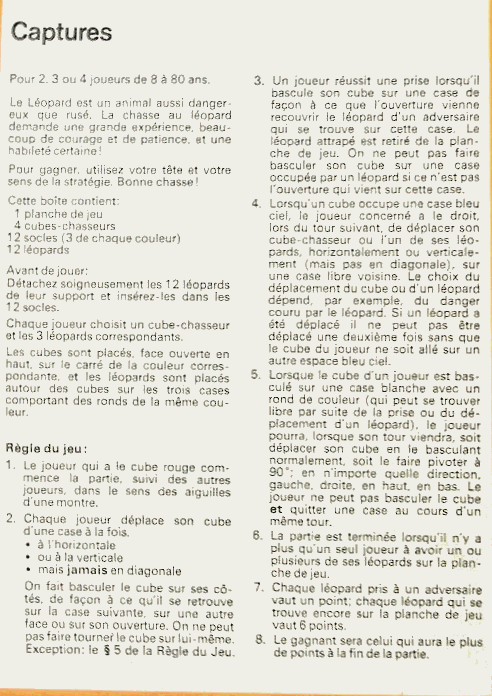 Captures
Pour 2, 3 ou 4 joueurs de 8 à 80 ans.
Le Léopard est un animal aussi danger-
eux que rusé. La chasse au léopard
demande une grande expérience, beau-
coup de courage et de patience, et une
habileté certaine!
Pour gagner, utilisez votre tête et votre
sens de la stratégie. Bonne chasse!
Cette boîte contient:
1 planche de jeu
4 cubes-chasseurs
12 socles (3 de chaque couleur)
12 léopards
Avant de jouer:
Détachez soigneusement les 12 léopards
de leur support et insérez-les dans les
12 socles.
Chaque joueur choisit un cube-chasseur
et les 3 léopards correspondants.
Les cubes sont placés, face ouverte en
haut, sur le carré de la couleur corres-
pondante, et les léopards sont placés
autour des cubes sur les trois cases
comportant des ronds de la même cou-
leur.
Règle du jeu:
1. Le joueur qui a le cube rouge com-
mence la partie, suivi des autres
joueurs, dans le sens des aiguilles
d'une montre.
2. Chaque joueur déplace son cube
d'une case à la fois,
• à l'horizontale
• ou à la verticale
• mais jamais en diagonale
On fait basculer le cube sur ses cô-
tés, de façon à ce qu'il se retrouve
sur la case suivante, sur une autre
face ou sur son ouverture. On ne peut
pas faire tourner le cube sur lui-même.
Exception: le § 5 de la Règle du Jeu.
3. Un joueur réussit une prise lorsqu'il
bascule son cube sur une case de
façon à ce que l'ouverture vienne
recouvrir le léopard d'un adversaire
qui se trouve sur cette case. Le
léopard attrapé est retiré de la plan-
che de jeu. On ne peut pas faire
basculer son cube sur une case
occupée par un léopard si ce n'est pas
l'ouverture qui vient sur cette case.
4. Lorsqu'un cube occupe une case bleu
ciel, le joueur concerné a le droit,
lors du tour suivant, de déplacer son
cube-chasseur ou l'un de ses léo-
pards, horizontalement ou verticale-
ment (mais pas en diagonale), sur
une case libre voisine. Le choix du
déplacement du cube ou d'un léopard
dépend, par exemple, du danger
couru par le léopard. Si un léopard a
été déplacé il ne peut pas être
déplacé une deuxième fois sans que
le cube du joueur ne soit allé sur un
autre espace bleu ciel.
5. Lorsque le cube d'un joueur est bas-
culé sur une case blanche avec un
rond de couleur (qui peut se trouver
libre par suite de la prise ou du dé-
placement d'un léopard), le joueur
pourra, lorsque son tour viendra, soit
déplacer son cube en le basculant
normalement, soit le faire pivoter à
90°; en n'importe quelle direction,
gauche, droite, en haut, en bas. Le
joueur ne peut pas basculer le cube
et quitter une case au cours d'un
même tour.
6. La partie est terminée lorsqu'il n'y a
plus qu'un seul joueur à avoir un ou
plusieurs de ses léopards sur la plan-
che de jeu.
7. Chaque léopard pris à un adversaire
vaut un point; chaque léopard qui se
trouve encore sur la planche de jeu
vaut 6 points.
8. Le gagnant sera celui qui aura le plus
de points à la fin de la partie.